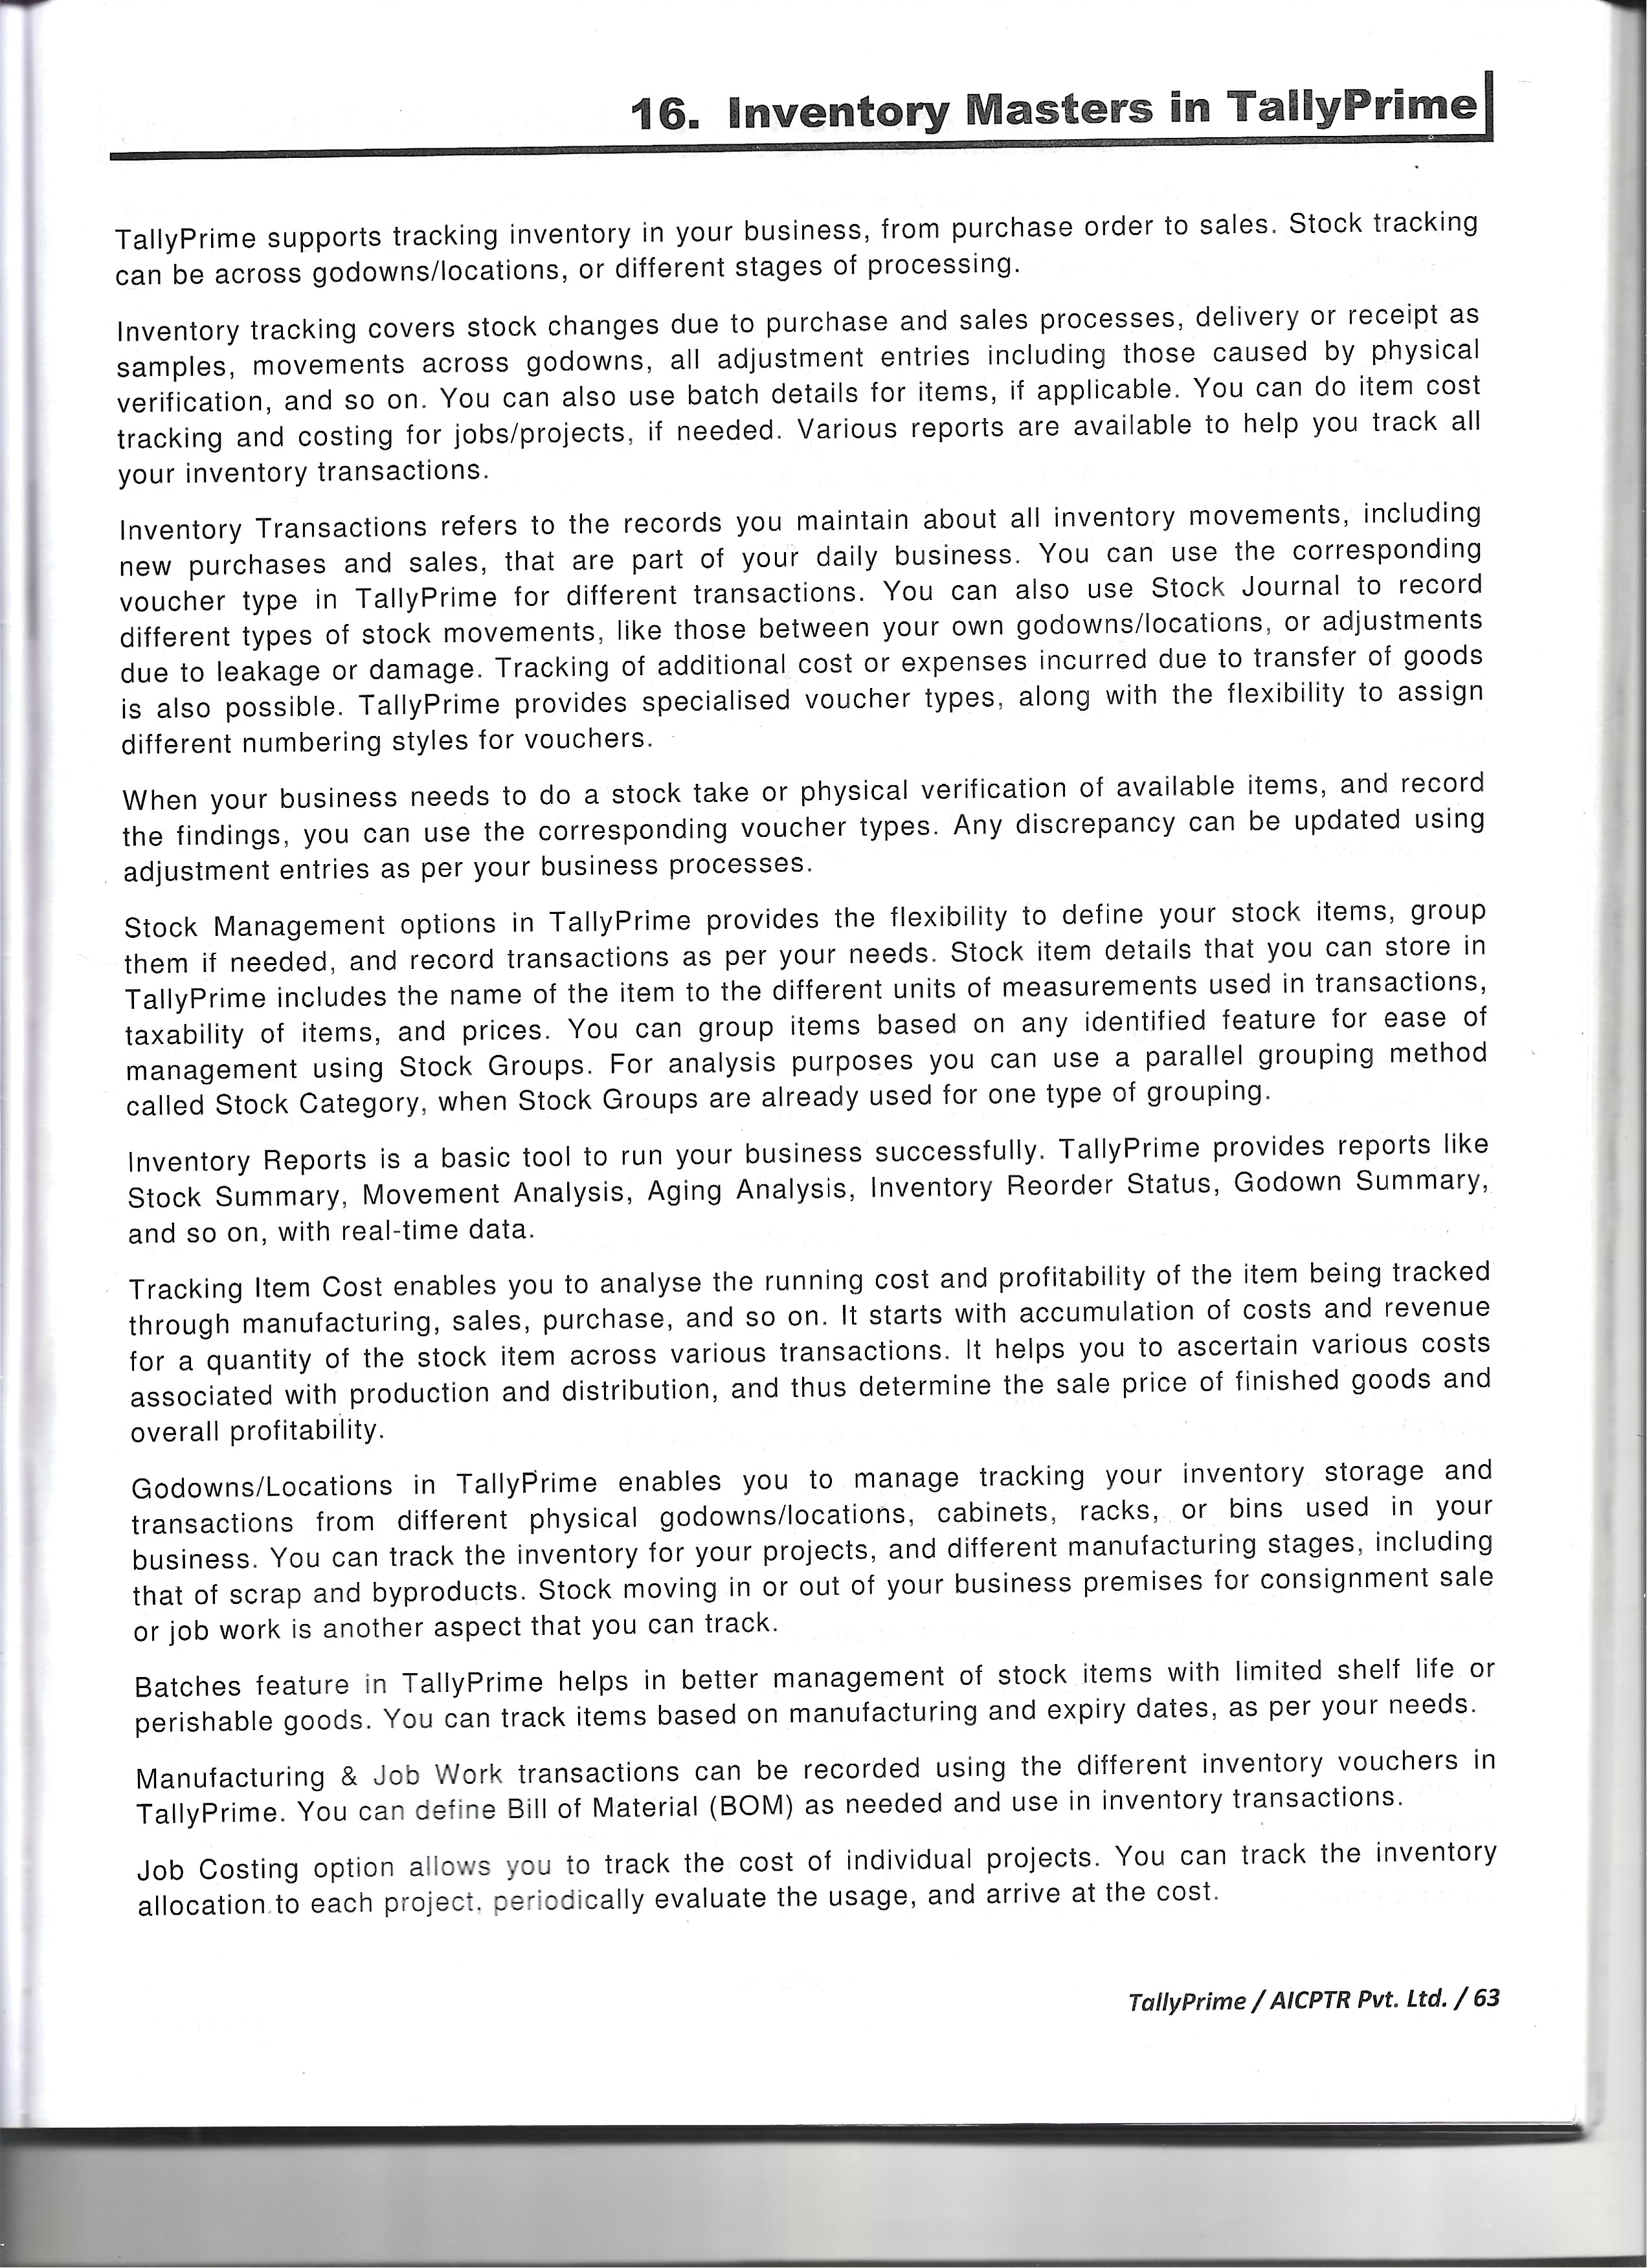 16. Inventory Masters in TallyPrime
TallyPrime supports tracking inventory in your business, from purchase order to sales. Stock tracking
can be across godowns/locations, or different stages of processing.
Inventory tracking covers stock changes due to purchase and sales processes, delivery or receipt as
samples, movements across godowns, all adjustment entries including those caused by physical
verification, and so on. You can also use batch details for items, if applicable. You can do item cost
tracking and costing for jobs/projects, if needed. Various reports are available to help you track all
your inventory transactions.
Inventory Transactions refers to the records you maintain about all inventory movements, including
new purchases and sales, that are part of your daily business. You can use the corresponding
voucher type in TallyPrime for different transactions. You can also use Stock Journal to record
different types of stock movements, like those between your own godowns/locations, or adjustments
due to leakage or damage. Tracking of additional cost or expenses incurred due to transfer of goods
is also possible. TallyPrime provides specialised voucher types, along with the flexibility to assign
different numbering styles for vouchers.
When your business needs to do a stock take or physical verification of available items, and record
the findings, you can use the corresponding voucher types. Any discrepancy can be updated using
adjustment entries as per your business processes.
Stock Management options in TallyPrime provides the flexibility to define your stock items, group
them if needed, and record transactions as per your needs. Stock item details that you can store in
TallyPrime includes the name of the item to the different units of measurements used in transactions,
taxability of items, and prices. You can group items based on any identified feature for ease of
management using Stock Groups. For analysis purposes you can use a parallel grouping method
called Stock Category, when Stock Groups are already used for one type of grouping.
Inventory Reports is a basic tool to run your business successfully. TallyPrime provides reports like
Stock Summary, Movement Analysis, Aging Analysis, Inventory Reorder Status, Godown Summary,
and so on, with real-time data.
Tracking Item Cost enables you to analyse the running cost and profitability of the item being tracked
through manufacturing, sales, purchase, and so on. It starts with accumulation of costs and revenue
for a quantity of the stock item across various transactions. It helps you to ascertain various costs
associated with production and distribution, and thus determine the sale price of finished goods and
overall profitability.
Godowns/Locations in TallyPrime enables you to manage tracking your inventory storage and
transactions from different physical godowns/locations, cabinets, racks, or bins used in your
business. You can track the inventory for your projects, and different manufacturing stages, including
that of scrap and byproducts. Stock moving in or out of your business premises for consignment sale
or job work is another aspect that you can track.
Batches feature in TallyPrime helps in better management of stock items with limited shelf life or
perishable goods. You can track items based on manufacturing and expiry dates, as per your needs.
Manufacturing & Job Work transactions can be recorded using the different inventory vouchers in
TallyPrime. You can define Bill of Material (BOM) as needed and use in inventory transactions.
Job Costing option allows you to track the cost of individual projects. You can track the inventory
allocation to each project, periodically evaluate the usage, and arrive at the cost.
TallyPrime / AICPTR Pvt. Ltd. / 63